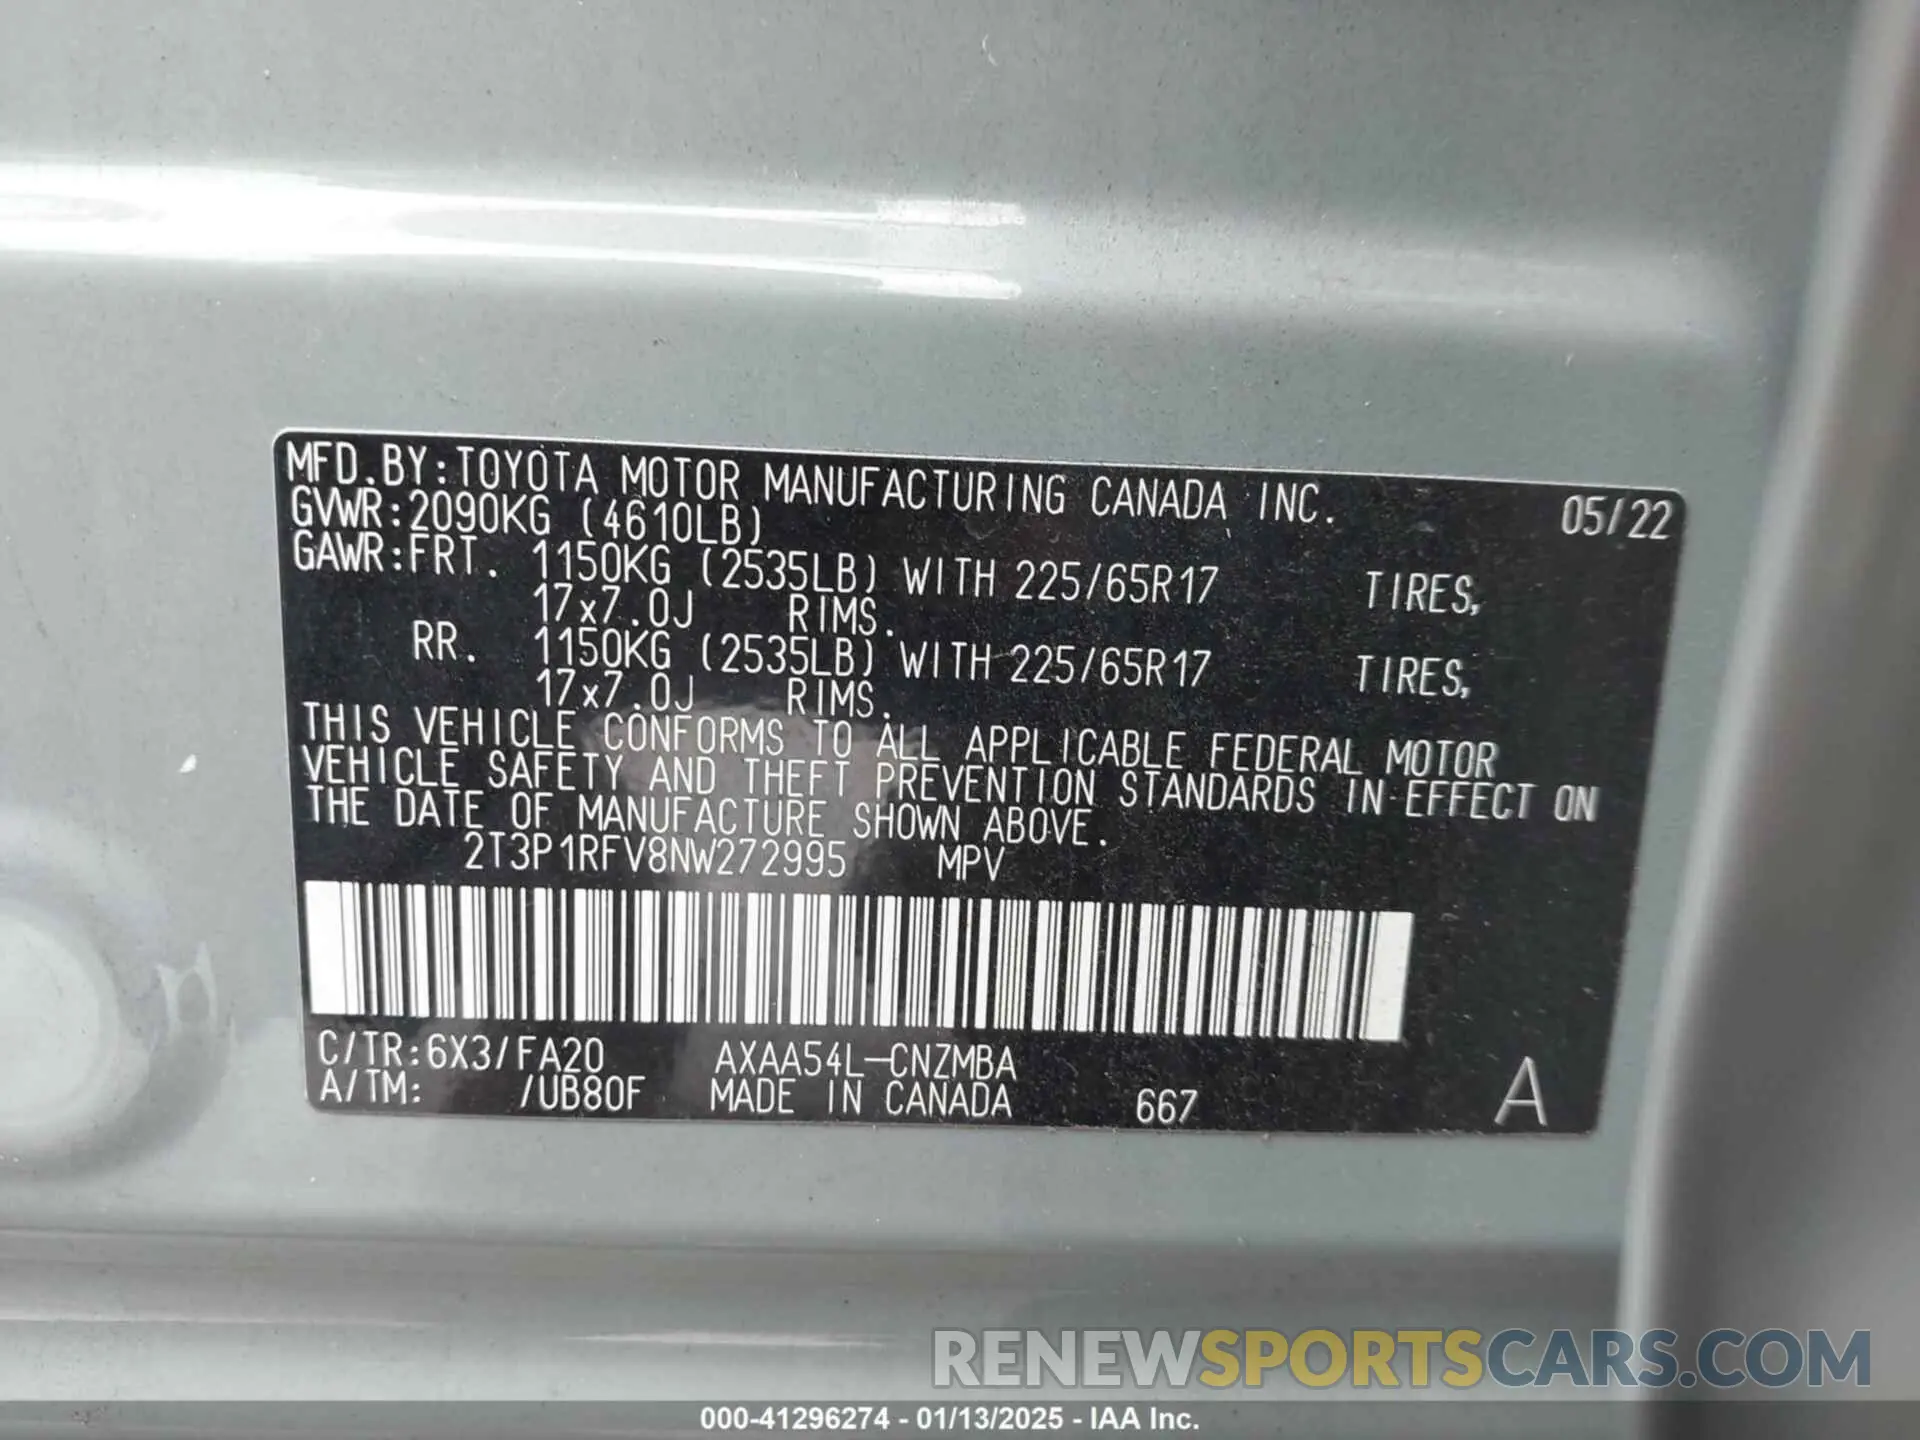 MFD.BY:TOYOTA MOTOR MANUFACTURING CANADA INC. 05/22
GVWR:2090KG (4610LB)
GAWR:FRT. 1150KG (2535LB) WITH 225/65R17 TIRES,
17x7.0J RIMS.
RR. 1150KG (2535LB) WITH 225/65R17 TIRES,
17x7.0J RIMS.
THIS VEHICLE CONFORMS TO ALL APPLICABLE FEDERAL MOTOR
VEHICLE SAFETY AND THEFT PREVENTION STANDARDS IN EFFECT ON
THE DATE OF MANUFACTURE SHOWN ABOVE.
2T3P1RFV8NW272995 MPV
C/TR:6X3/FA20 AXAA54L-CNZMBA
A/TM: /UB80F MADE IN CANADA 667 A
RENEWSPORTSCARS.COM
000-41296274 - 01/13/2025 - IAA Inc.